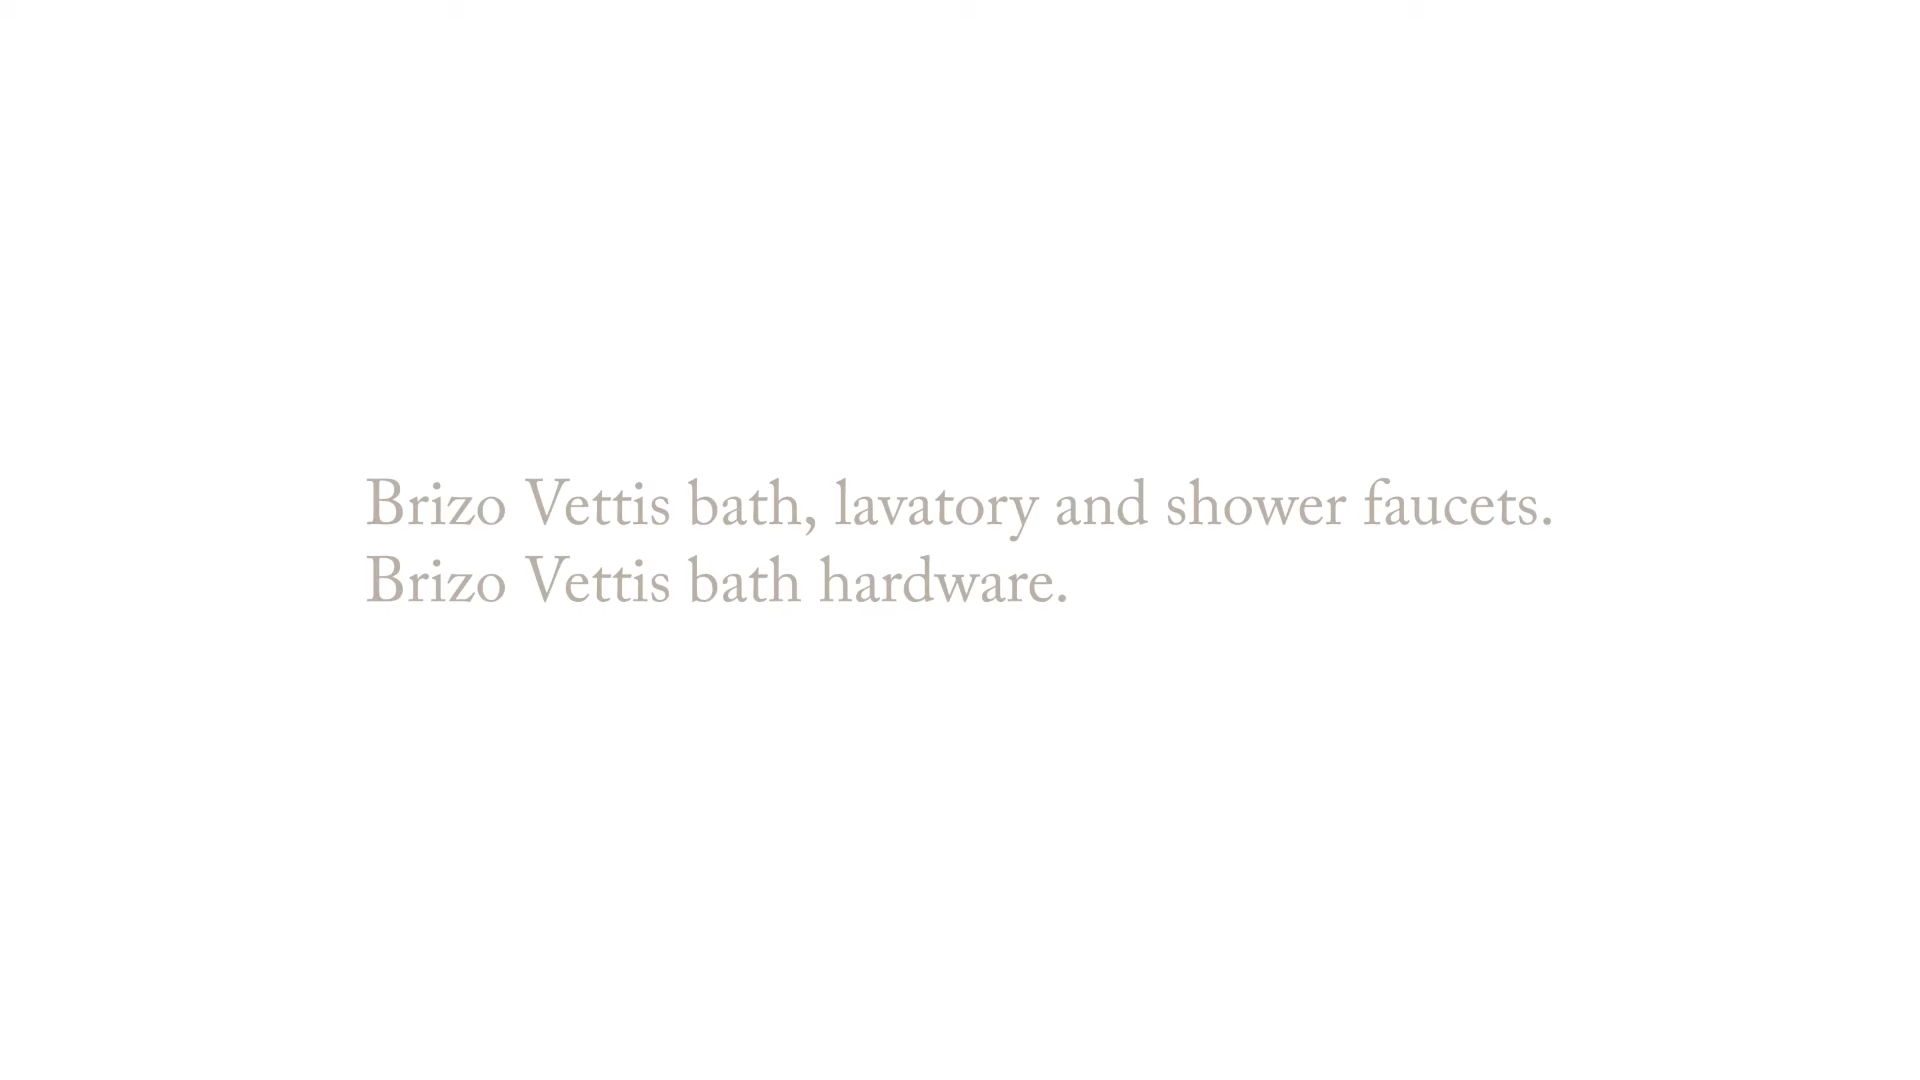 Brizo Vettis bath, lavatory and shower faucets.
Brizo Vettis bath hardware.